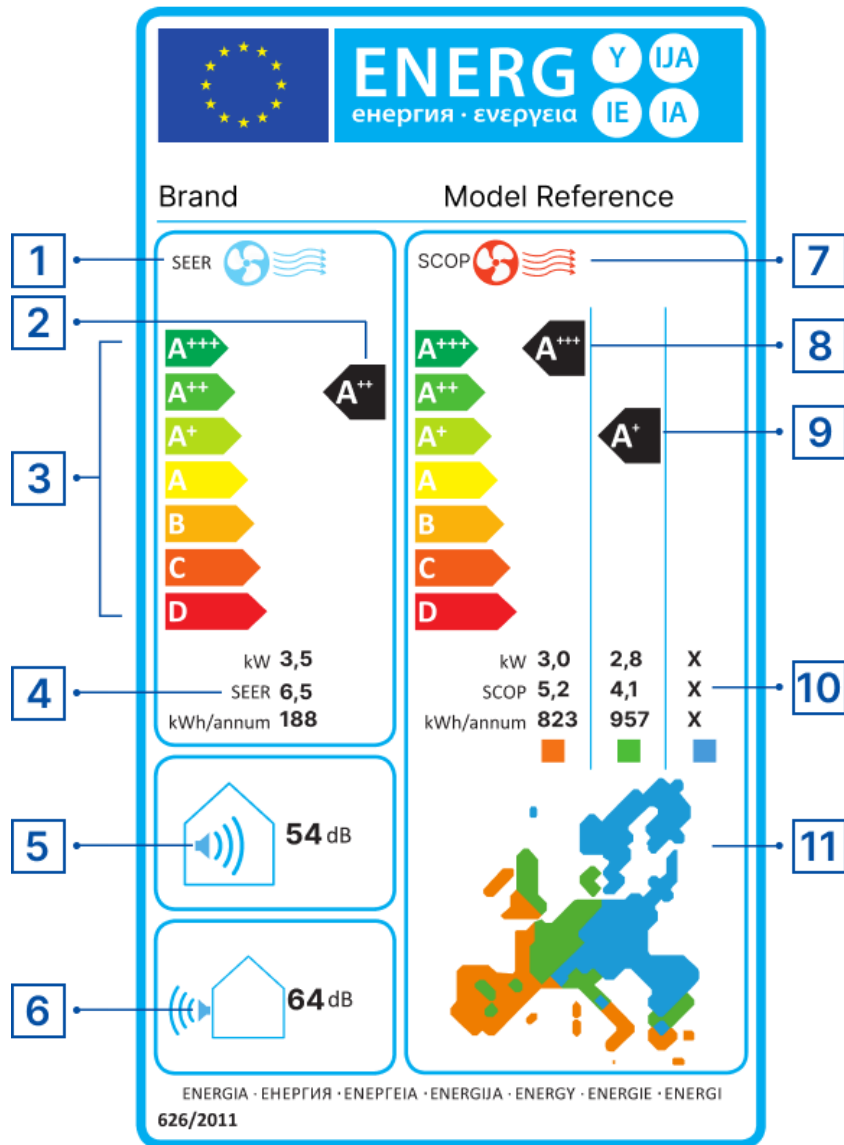 ENERG Y IJA
енергия · ενεργεια IE IA
Brand Model Reference
1
SEER
2
3
A+++
A++
A++
A+
A
B
C
D
kW 3,5
4
SEER 6,5
kWh/annum 188
5
54 dB
6
64 dB
7
SCOP
8
A+++
A+++
A++
9
A+
A+
A
B
C
D
kW 3,0 2,8 X
10
SCOP 5,2 4,1 X
kWh/annum 823 957 X
11
ENERGIA · ЕНЕРГИЯ · ΕΝΕΡΓΕΙΑ · ENERGIJA · ENERGY · ENERGIE · ENERGI
626/2011